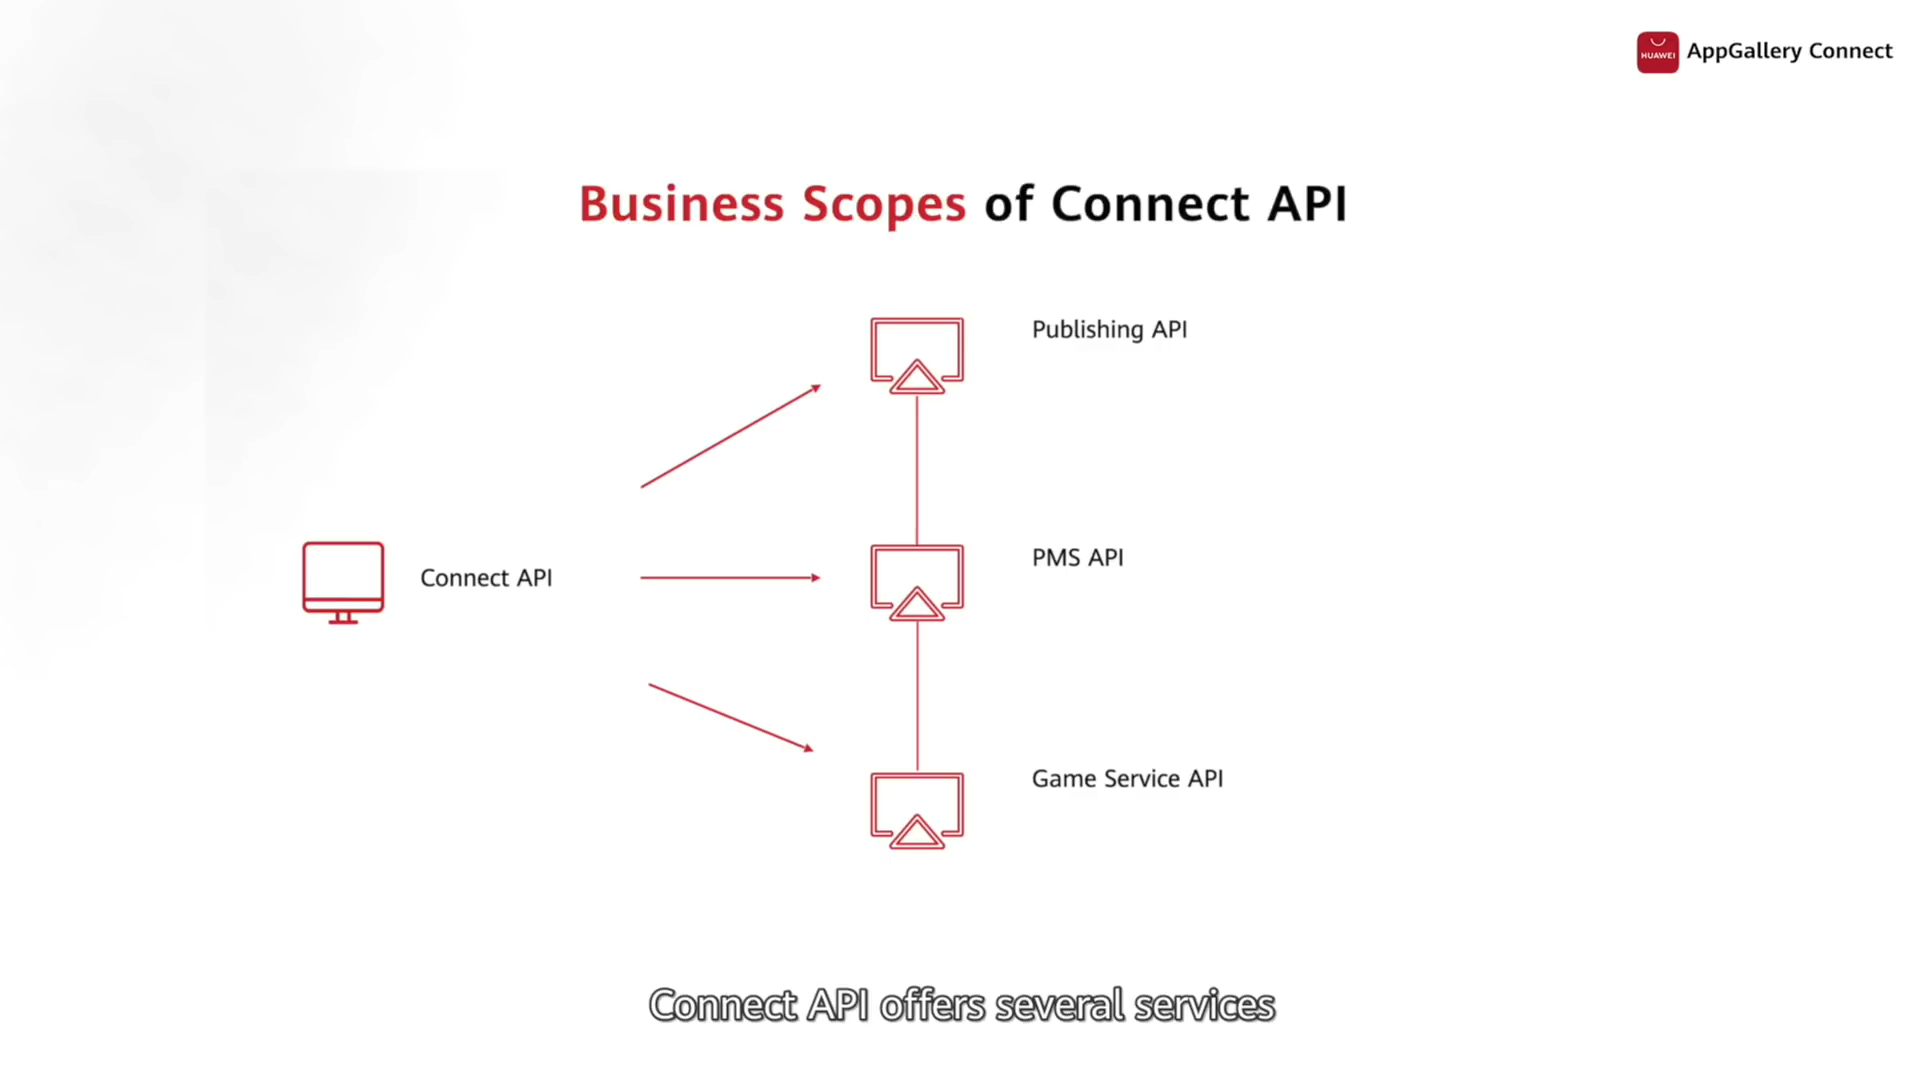 HUAWEI
AppGallery Connect
Business Scopes of Connect API
Publishing API
Connect API
PMS API
Game Service API
Connect API offers several services